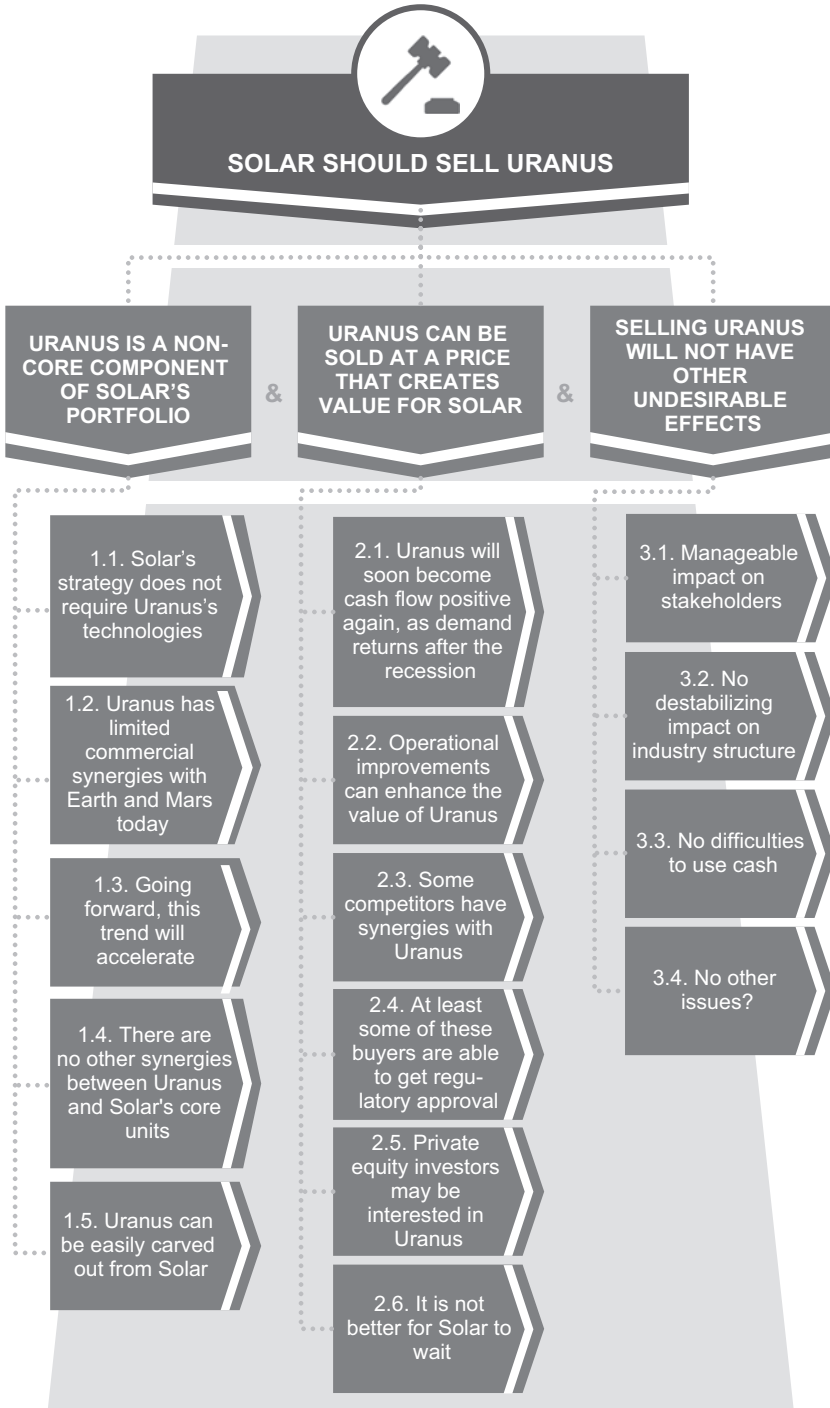 SOLAR SHOULD SELL URANUS
URANUS IS A NON-
CORE COMPONENT
OF SOLAR'S
PORTFOLIO
&
URANUS CAN BE
SOLD AT A PRICE
THAT CREATES
VALUE FOR SOLAR
&
SELLING URANUS
WILL NOT HAVE
OTHER
UNDESIRABLE
EFFECTS
1.1. Solar's
strategy does not
require Uranus's
technologies
1.2. Uranus has
limited
commercial
synergies with
Earth and Mars
today
1.3. Going
forward, this
trend will
accelerate
1.4. There are
no other synergies
between Uranus
and Solar's core
units
1.5. Uranus can
be easily carved
out from Solar
2.1. Uranus will
soon become
cash flow positive
again, as demand
returns after the
recession
2.2. Operational
improvements
can enhance the
value of Uranus
2.3. Some
competitors have
synergies with
Uranus
2.4. At least
some of these
buyers are able
to get regu-
latory approval
2.5. Private
equity investors
may be
interested in
Uranus
2.6. It is not
better for Solar to
wait
3.1. Manageable
impact on
stakeholders
3.2. No
destabilizing
impact on
industry structure
3.3. No difficulties
to use cash
3.4. No other
issues?